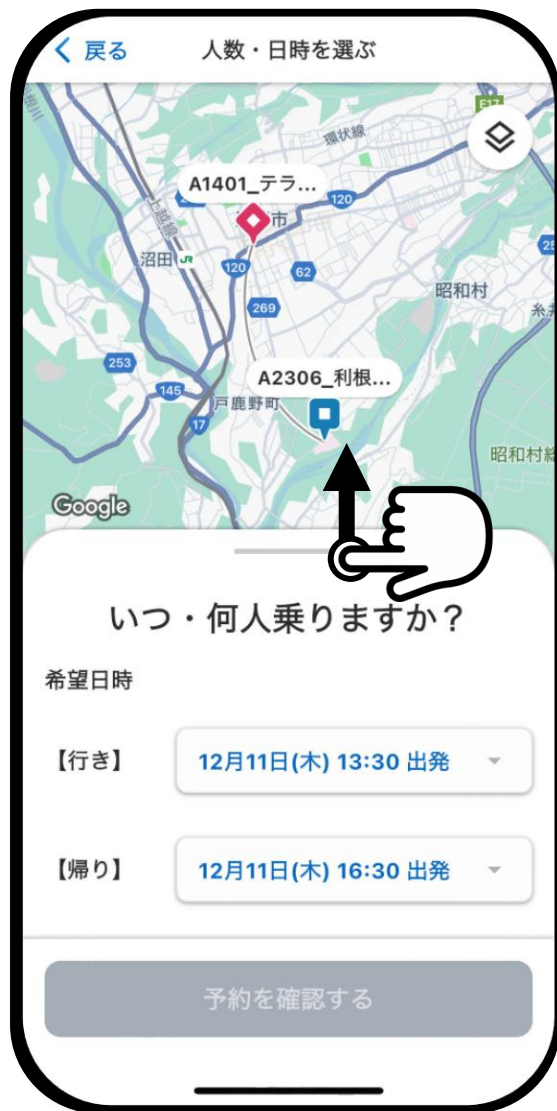 戻る
人数・日時を選ぶ
E17
環状線
A1401_テラ...
120
市
上越線
沼田
JR
120
62
昭和村
269
253
A2306_利根...
145
戸鹿野町
17
昭和村
Google
いつ・何人乗りますか？
希望日時
【行き】
12月11日(木) 13:30 出発
【帰り】
12月11日(木) 16:30 出発
予約を確認する